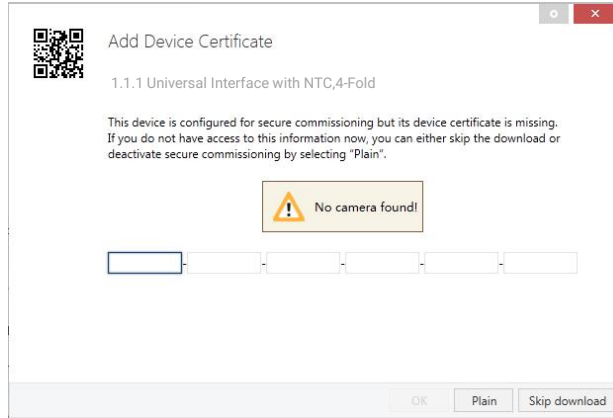 Add Device Certificate
1.1.1 Universal Interface with NTC,4-Fold
This device is configured for secure commissioning but its device certificate is missing.
If you do not have access to this information now, you can either skip the download or
deactivate secure commissioning by selecting “Plain”.
No camera found!
- - - - -
OK Plain Skip download